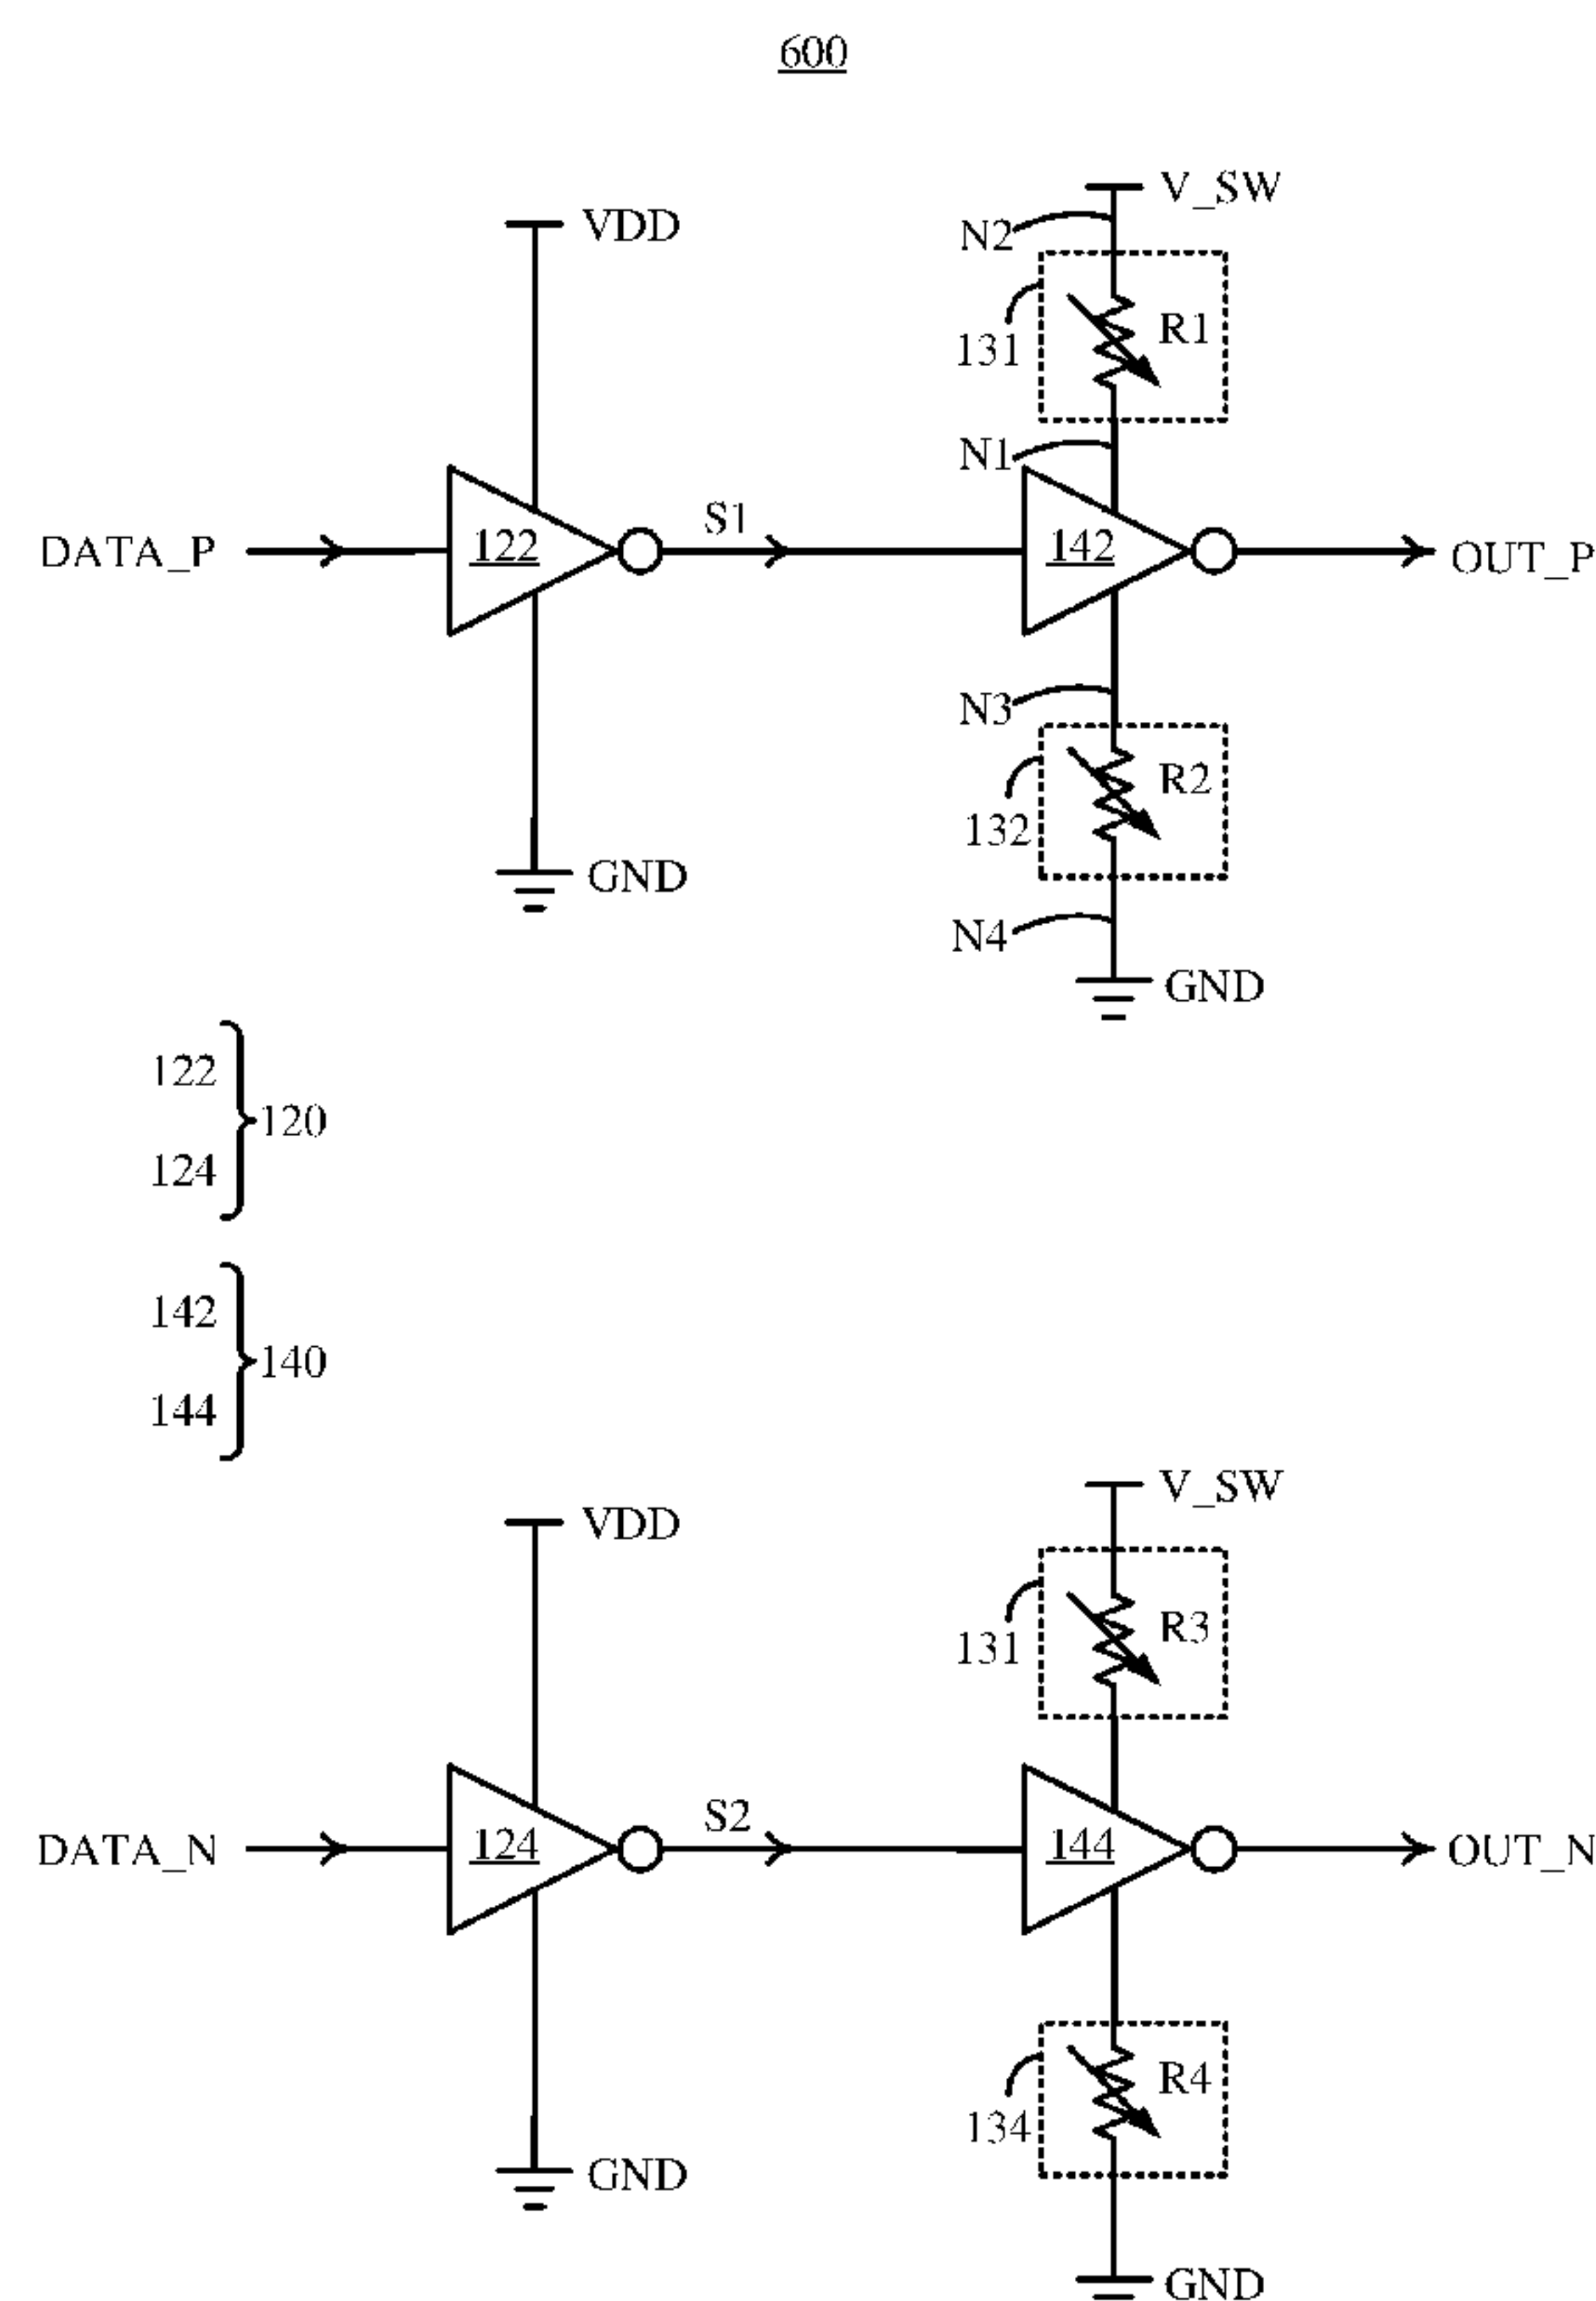 600
V_SW
N2
VDD
R1
131
N1
S1
DATA_P
122
142
OUT_P
N3
R2
132
GND
N4
GND
122
120
124
142
140
144
V_SW
VDD
R3
131
S2
DATA_N
124
144
OUT_N
R4
134
GND
GND